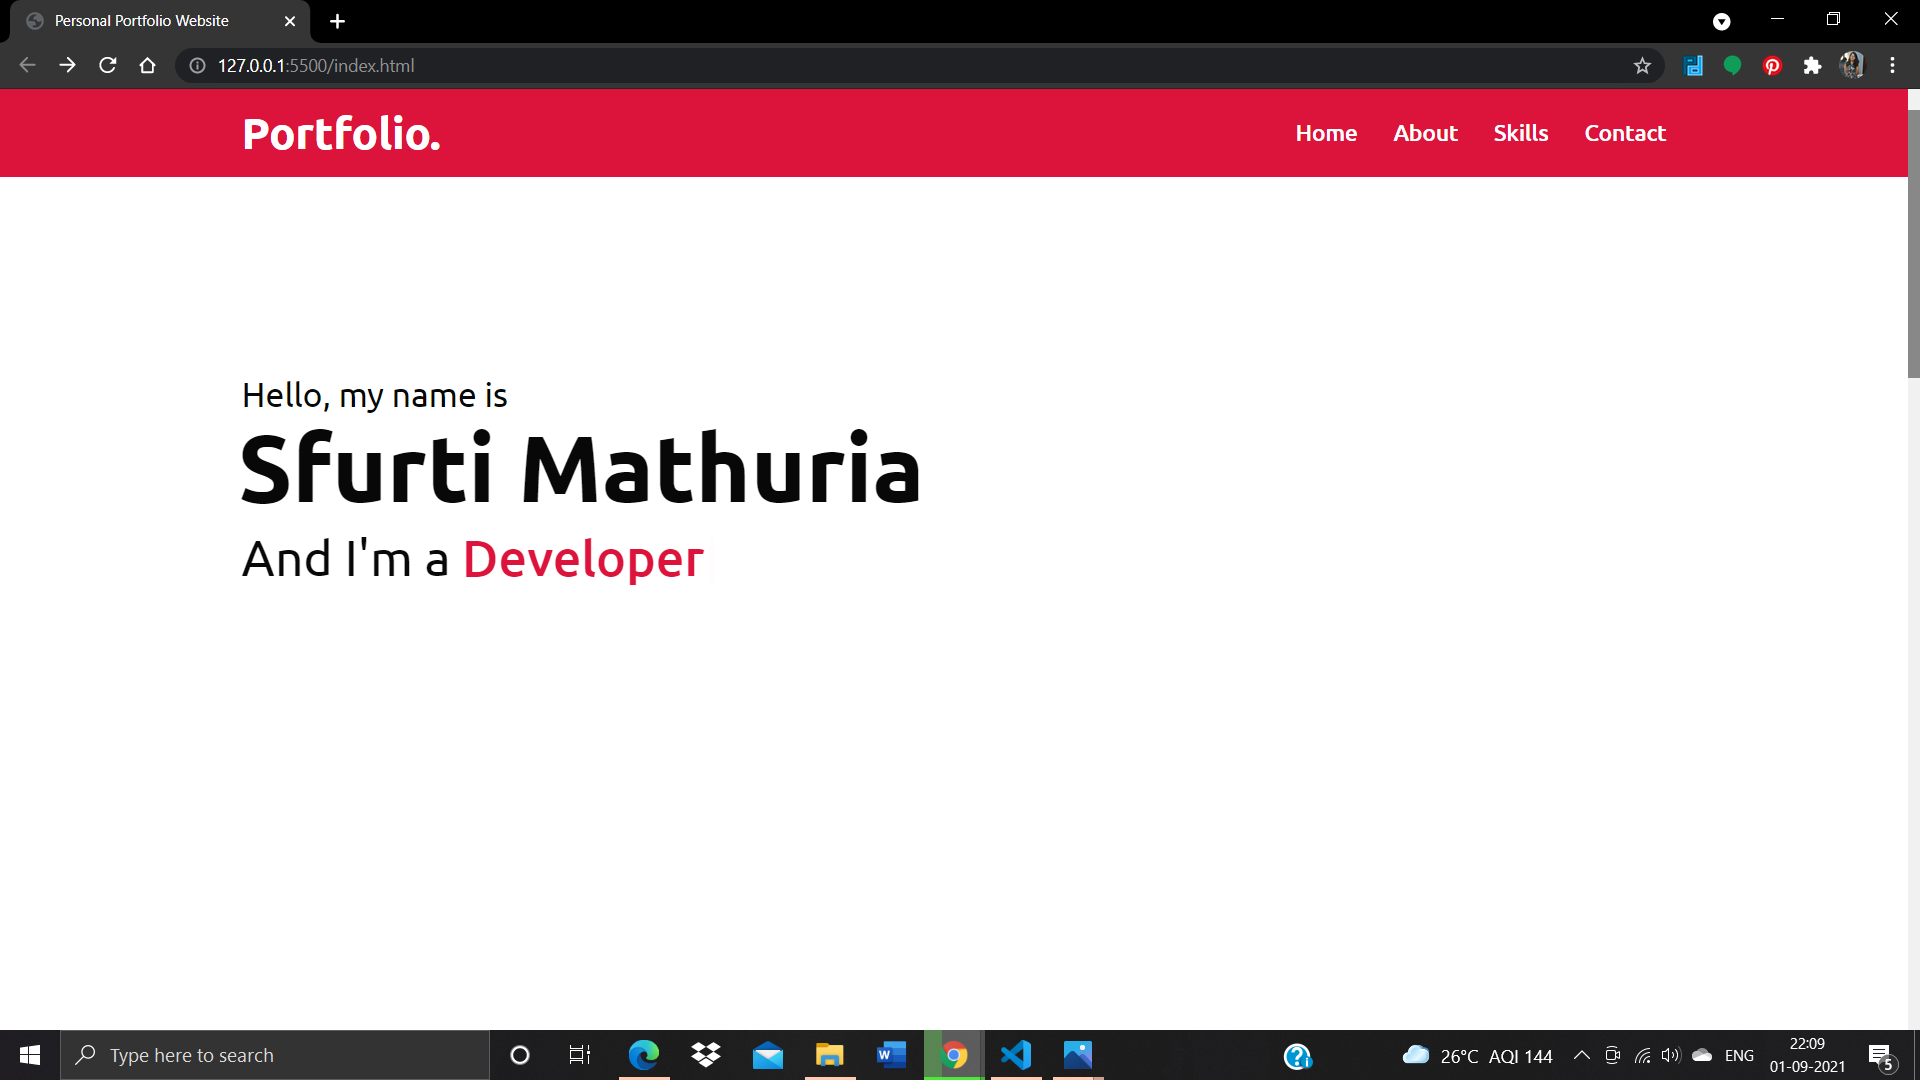 Personal Portfolio Website
127.0.0.1:5500/index.html
Portfolio.
Home About Skills Contact
Hello, my name is
Sfurti Mathuria
And I'm a Developer
Type here to search
26°C AQI 144
ENG
22:09
01-09-2021
5